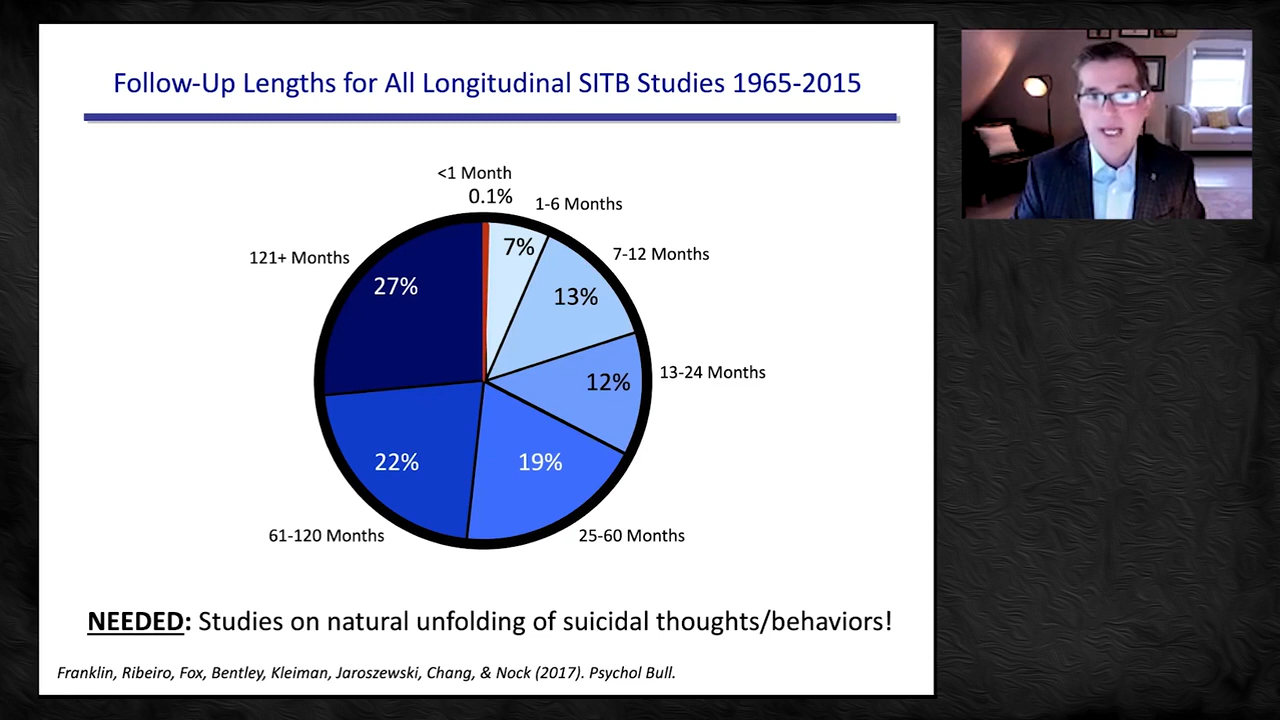 Follow-Up Lengths for All Longitudinal SITB Studies 1965-2015
<1 Month
0.1%
1-6 Months
7%
7-12 Months
13%
13-24 Months
12%
25-60 Months
19%
61-120 Months
22%
121+ Months
27%
NEEDED: Studies on natural unfolding of suicidal thoughts/behaviors!
Franklin, Ribeiro, Fox, Bentley, Kleiman, Jaroszewski, Chang, & Nock (2017). Psychol Bull.